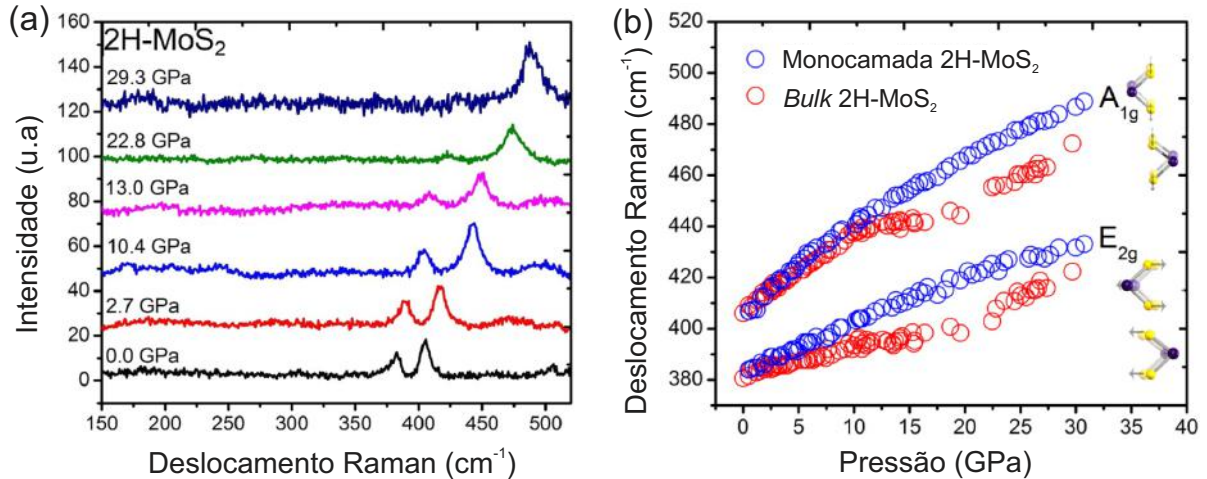 (a)
2H-MoS₂
29.3 GPa
22.8 GPa
13.0 GPa
10.4 GPa
2.7 GPa
0.0 GPa
160
140
120
100
80
60
40
20
0
Intensidade (u.a)
150 200 250 300 350 400 450 500
Deslocamento Raman (cm⁻¹)
(b)
Monocamada 2H-MoS₂
Bulk 2H-MoS₂
A₁g
E₂g
520
500
480
460
440
420
400
380
Deslocamento Raman (cm⁻¹)
0 5 10 15 20 25 30 35 40
Pressão (GPa)